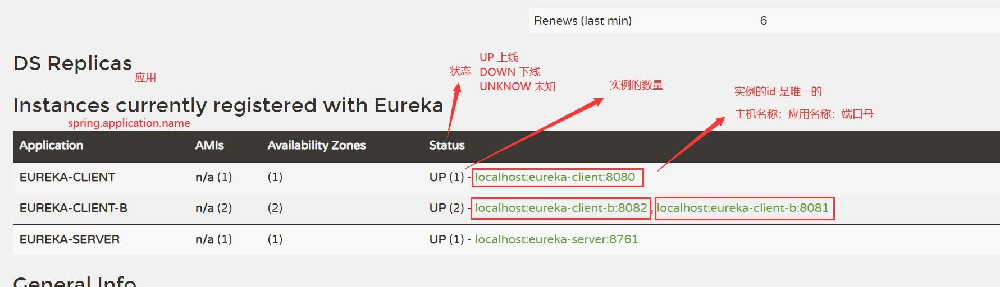 Renews (last min) 6
DS Replicas
应用
UP 上线
状态 DOWN 下线
UNKNOW 未知
实例的数量
实例的id 是唯一的
主机名称：应用名称：端口号
Instances currently registered with Eureka
spring.application.name
Application AMIs Availability Zones Status
EUREKA-CLIENT n/a (1) (1) UP (1) - localhost:eureka-client:8080
EUREKA-CLIENT-B n/a (2) (2) UP (2) - localhost:eureka-client-b:8082 , localhost:eureka-client-b:8081
EUREKA-SERVER n/a (1) (1) UP (1) - localhost:eureka-server:8761
General Info